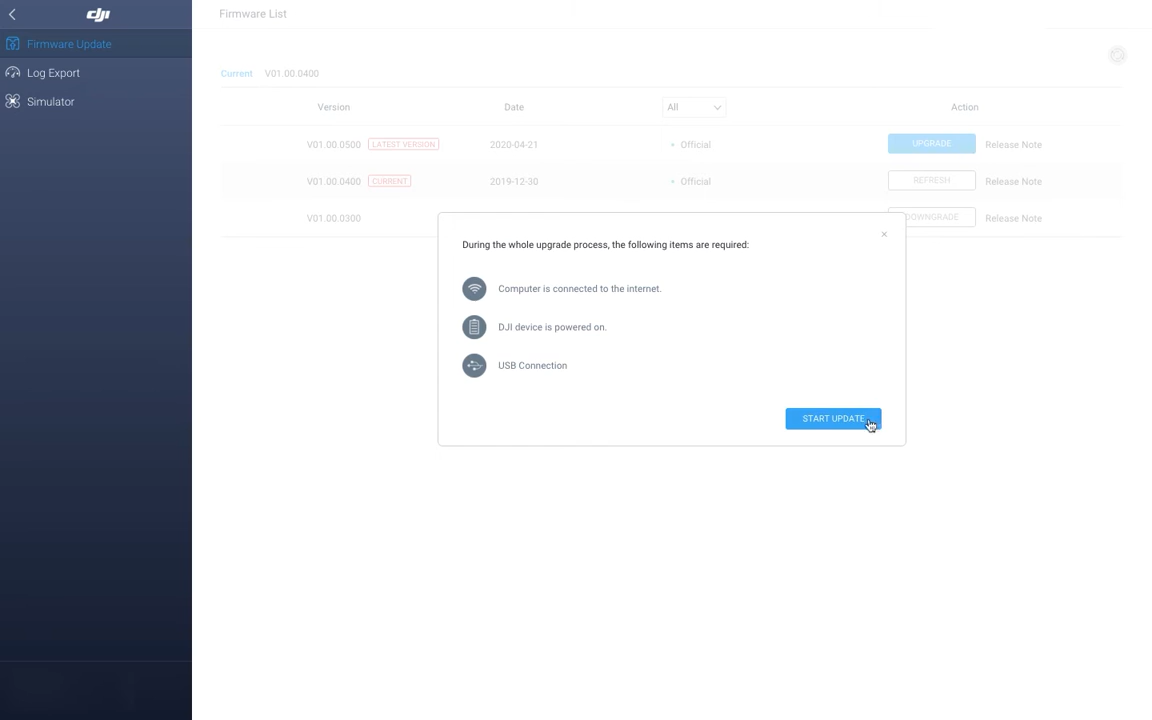 dji
Firmware List
Firmware Update
Log Export
Simulator
Current V01.00.0400
Version Date All Action
V01.00.0500 LATEST VERSION 2020-04-21 Official UPGRADE Release Note
V01.00.0400 CURRENT 2019-12-30 Official REFRESH Release Note
V01.00.0300 DOWNGRADE Release Note
During the whole upgrade process, the following items are required:
Computer is connected to the internet.
DJI device is powered on.
USB Connection
START UPDATE